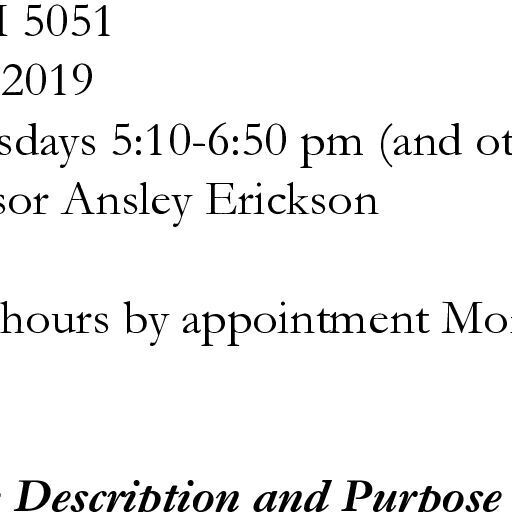 I 5051
2019
sdays 5:10-6:50 pm (and ot
sor Ansley Erickson
hours by appointment Mo
Description and Purpose